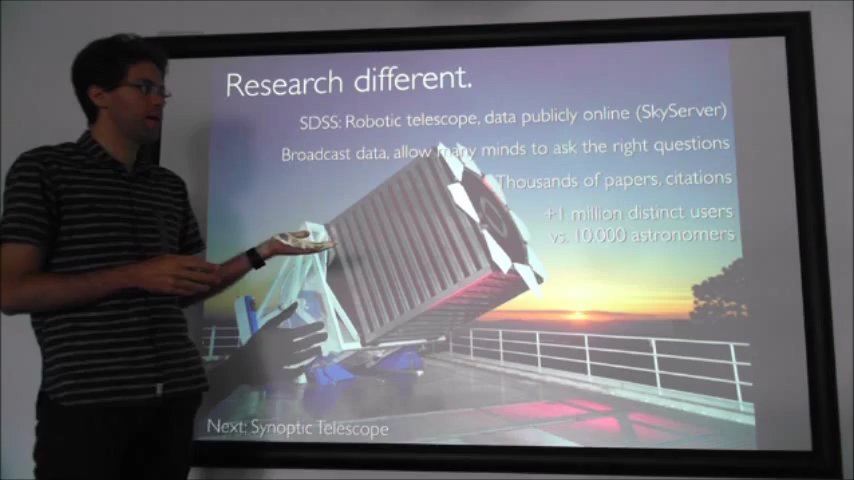 Research different.
SDSS: Robotic telescope, data publicly online (SkyServer)
Broadcast data, allow many minds to ask the right questions
Thousands of papers, citations
+1 million distinct users
vs. 10.000 astronomers
Next: Synoptic Telescope